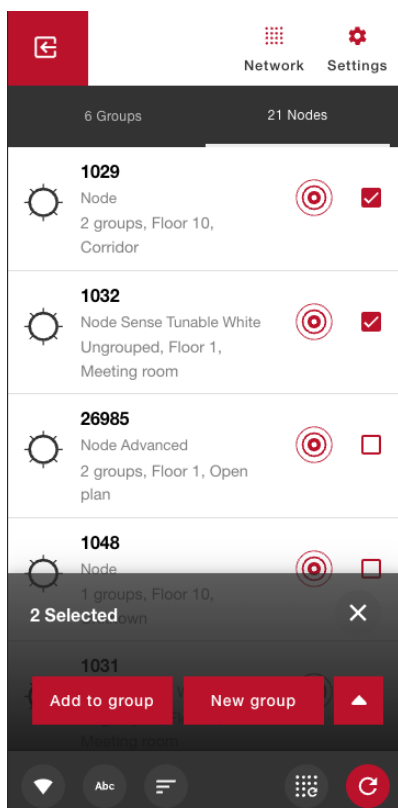 Network Settings
6 Groups 21 Nodes
1029
Node
2 groups, Floor 10,
Corridor
1032
Node Sense Tunable White
Ungrouped, Floor 1,
Meeting room
26985
Node Advanced
2 groups, Floor 1, Open
plan
1048
Node
1 groups, Floor 10,
2 Selected
1031
Add to group New group
Meeting room
Abc